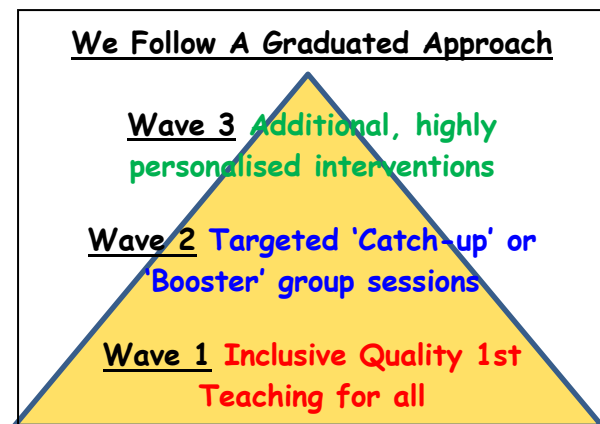 We Follow A Graduated Approach
Wave 3 Additional, highly
personalised interventions
Wave 2 Targeted ‘Catch-up’ or
‘Booster’ group sessions
Wave 1 Inclusive Quality 1st
Teaching for all